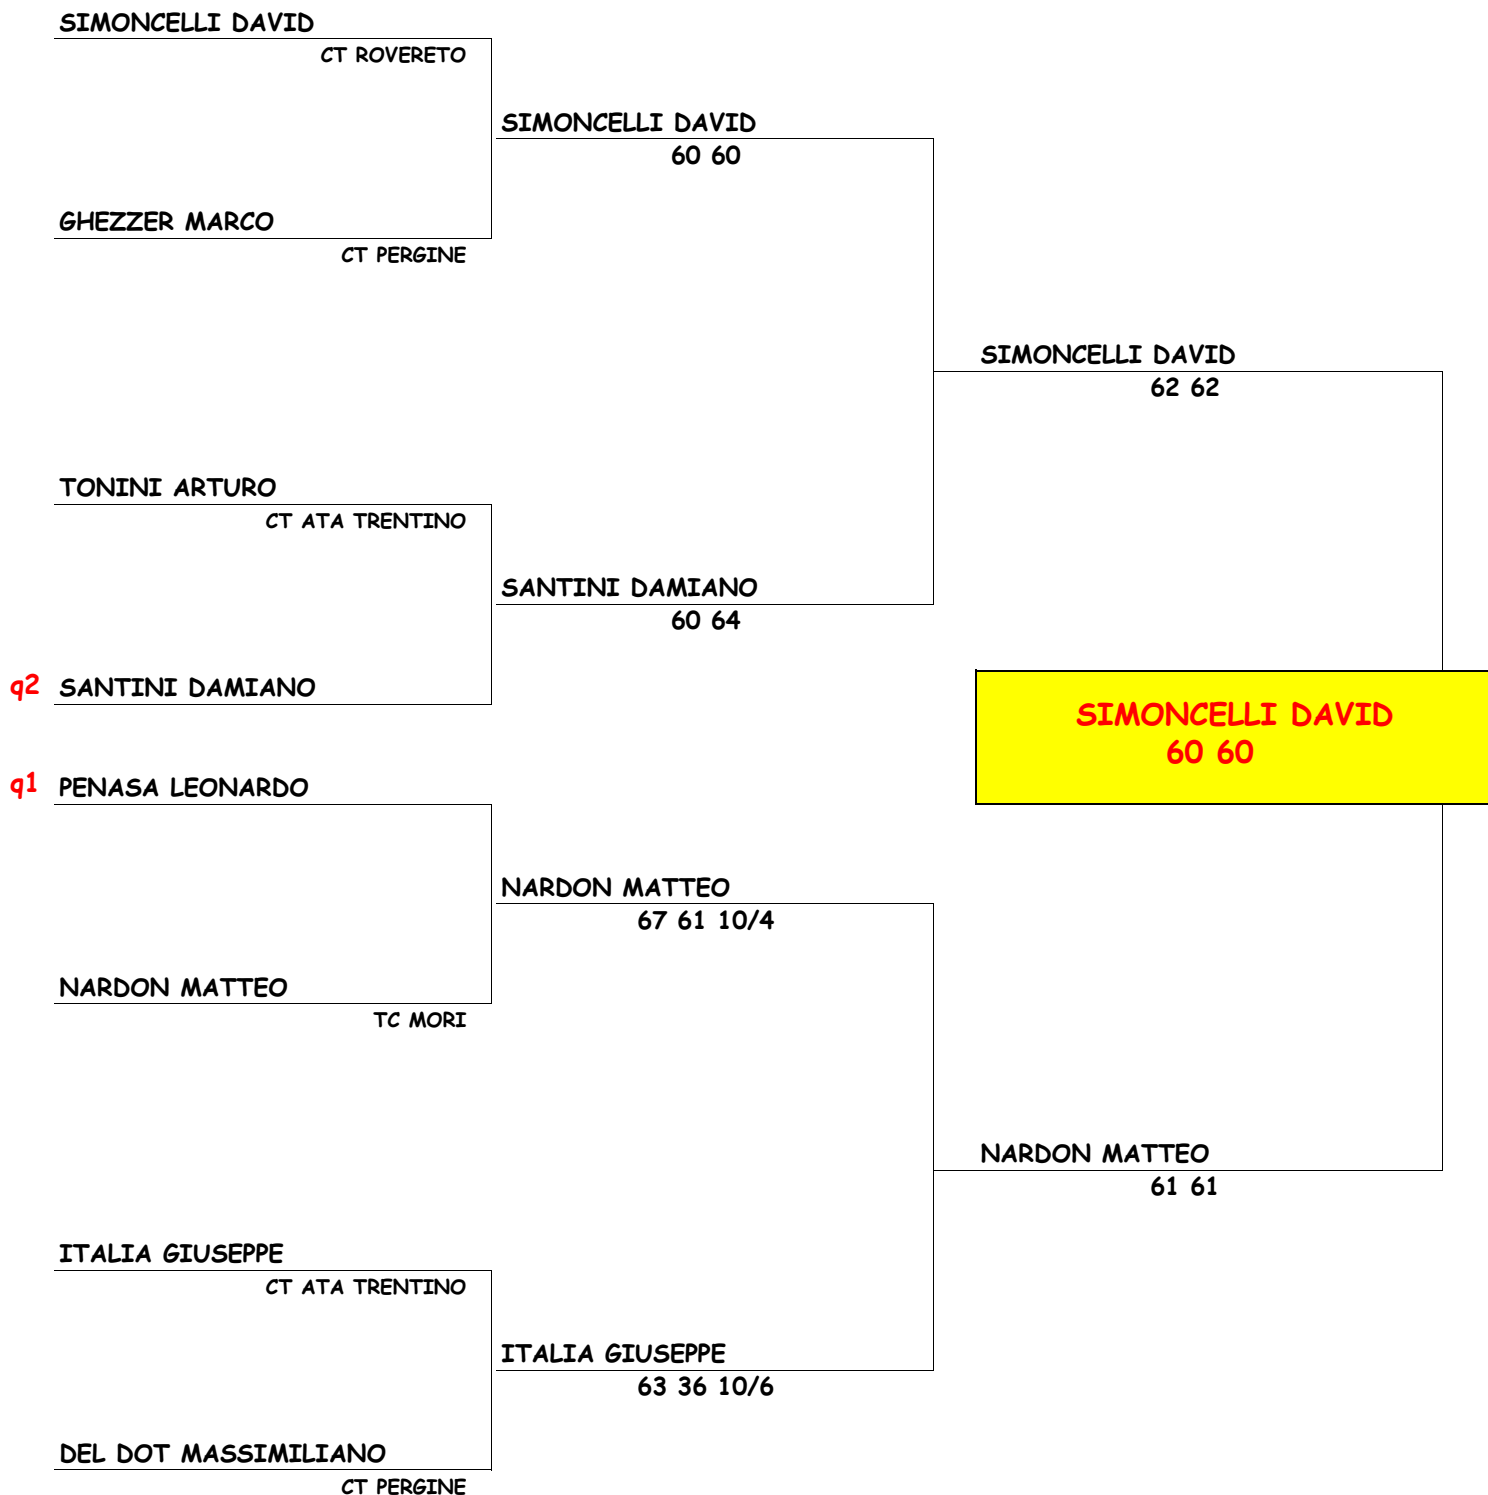 SIMONCELLI DAVID
CT ROVERETO
SIMONCELLI DAVID
60 60
GHEZZER MARCO
CT PERGINE
SIMONCELLI DAVID
62 62
TONINI ARTURO
CT ATA TRENTINO
SANTINI DAMIANO
60 64
q2 SANTINI DAMIANO
SIMONCELLI DAVID
60 60
q1 PENASA LEONARDO
NARDON MATTEO
67 61 10/4
NARDON MATTEO
TC MORI
NARDON MATTEO
61 61
ITALIA GIUSEPPE
CT ATA TRENTINO
ITALIA GIUSEPPE
63 36 10/6
DEL DOT MASSIMILIANO
CT PERGINE